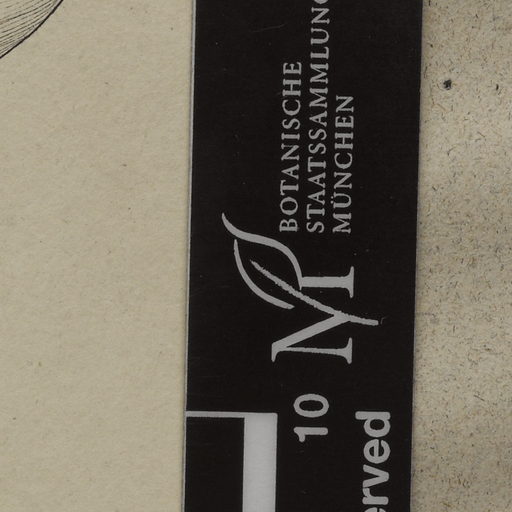 BOTANISCHE
STAATSSAMMLUNG
MÜNCHEN
M
10
erved